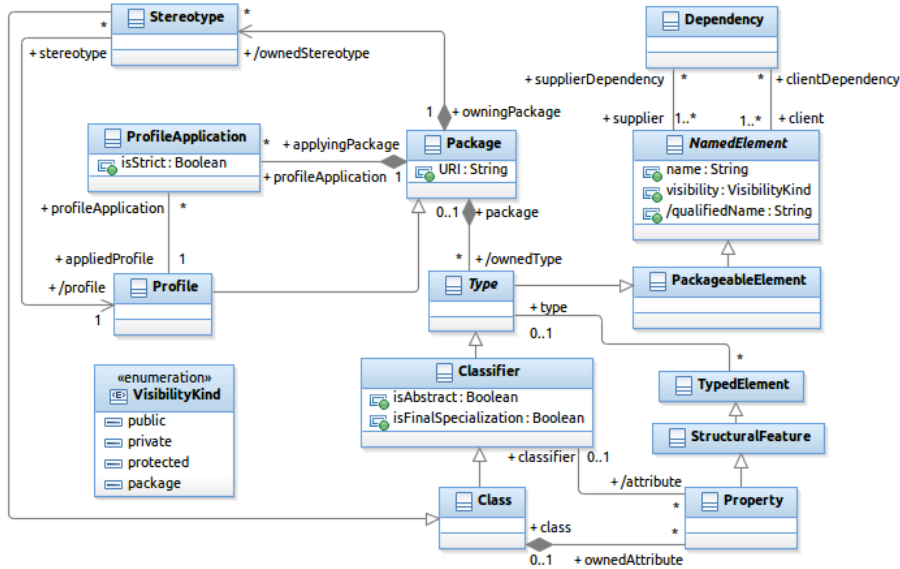 Stereotype
*
*
+ stereotype
+ /ownedStereotype
1
+ owningPackage
ProfileApplication
isStrict : Boolean
*
+ applyingPackage
+ profileApplication
1
Package
URI : String
+ profileApplication
*
+ appliedProfile
1
+ /profile
1
Profile
0..1
+ package
*
+ /ownedType
Type
+ type
0..1
Dependency
+ supplierDependency
*
*
+ clientDependency
+ supplier
1..*
1..*
+ client
NamedElement
name : String
visibility : VisibilityKind
/qualifiedName : String
PackageableElement
*
TypedElement
StructuralFeature
Classifier
isAbstract : Boolean
isFinalSpecialization : Boolean
+ classifier
0..1
+ /attribute
*
Property
*
+ ownedAttribute
Class
+ class
0..1
«enumeration»
VisibilityKind
public
private
protected
package